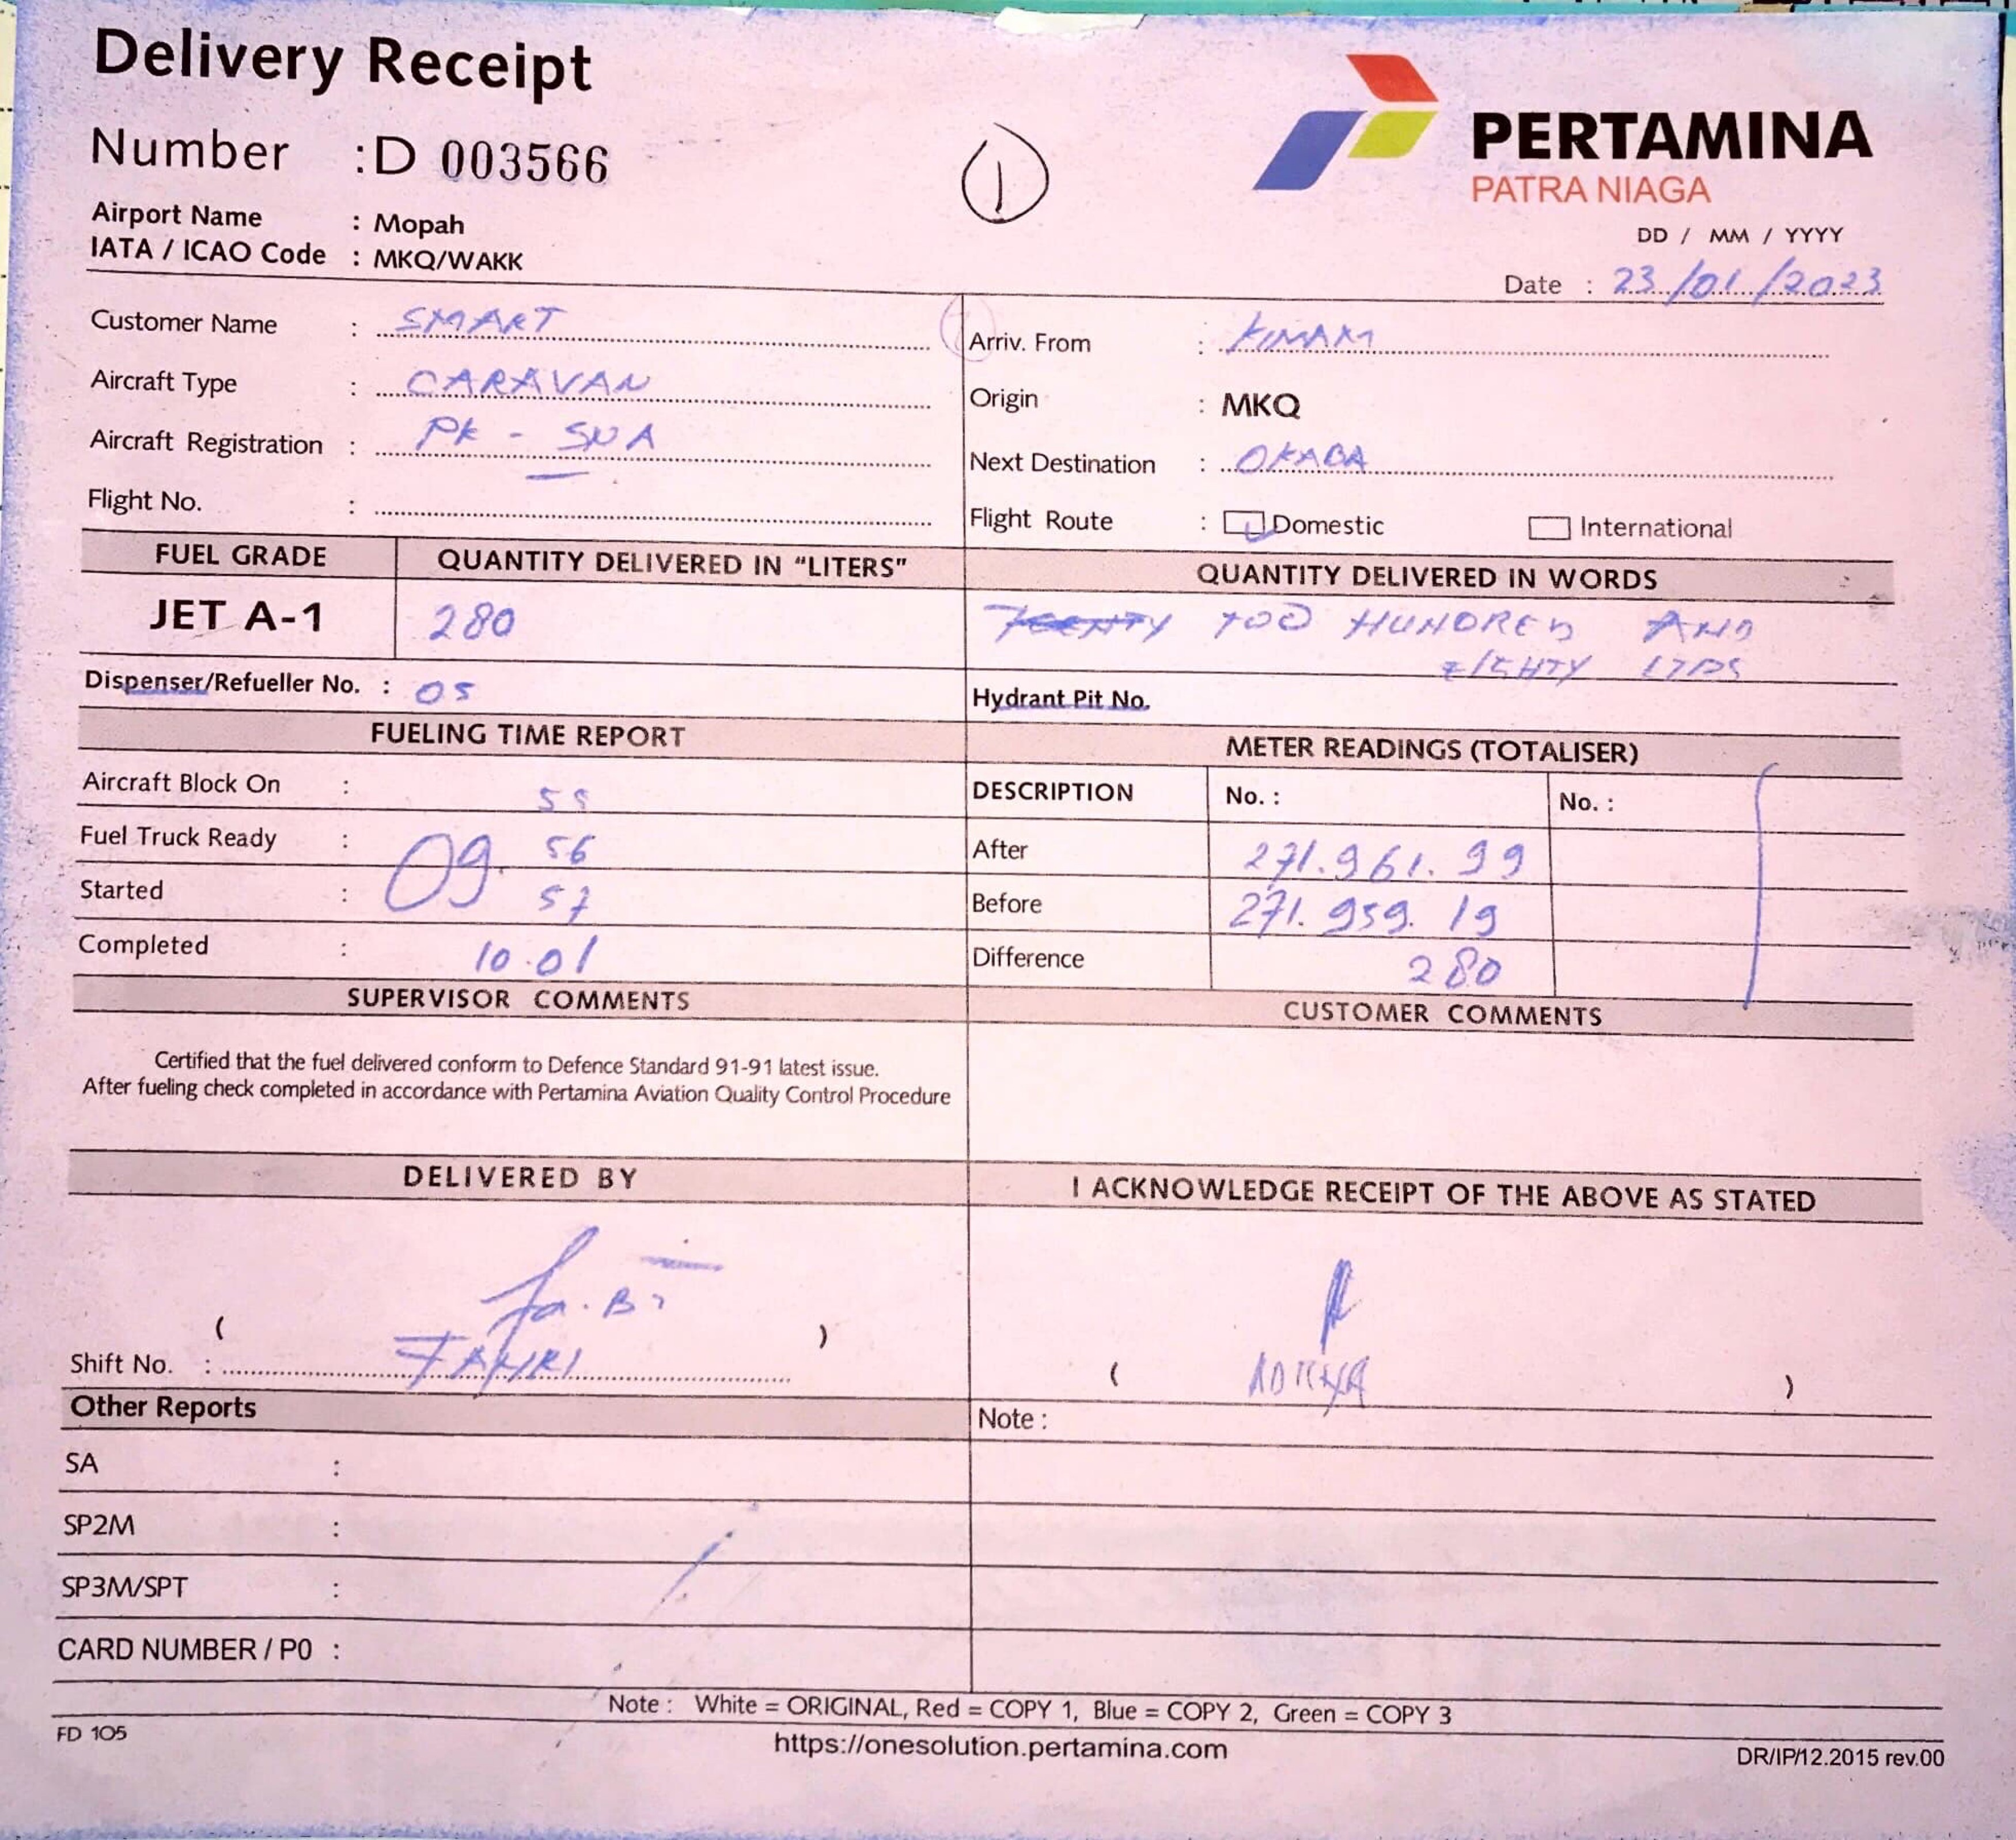 Delivery Receipt
Number : D 003566
1
PERTAMINA
PATRA NIAGA
Airport Name : Mopah
IATA / ICAO Code : MKQ/WAKK
DD / MM / YYYY
Date : 23/01/2023
Customer Name : SMART
Aircraft Type : CARAVAN
Aircraft Registration : PK - SNA
Flight No. :
Arriv. From : KIMAM
Origin : MKQ
Next Destination : OKABA
Flight Route : Domestic International
FUEL GRADE QUANTITY DELIVERED IN "LITERS" QUANTITY DELIVERED IN WORDS
JET A-1 280 TOO HUNDRED AND
EIGHTY LTRS
Dispenser/Refueller No. : 05 Hydrant Pit No.
FUELING TIME REPORT
Aircraft Block On : 55
Fuel Truck Ready : 09. 56
Started : 57
Completed : 10.01
METER READINGS (TOTALISER)
DESCRIPTION No. : No. :
After 271.961.99
Before 271.959.19
Difference 280
SUPERVISOR COMMENTS
Certified that the fuel delivered conform to Defence Standard 91-91 latest issue.
After fueling check completed in accordance with Pertamina Aviation Quality Control Procedure
CUSTOMER COMMENTS
DELIVERED BY
( )
Shift No. : FAHRI
I ACKNOWLEDGE RECEIPT OF THE ABOVE AS STATED
( )
Other Reports
SA :
SP2M :
SP3M/SPT :
CARD NUMBER / P0 :
Note :
Note : White = ORIGINAL, Red = COPY 1, Blue = COPY 2, Green = COPY 3
FD 105
https://onesolution.pertamina.com
DR/IP/12.2015 rev.00